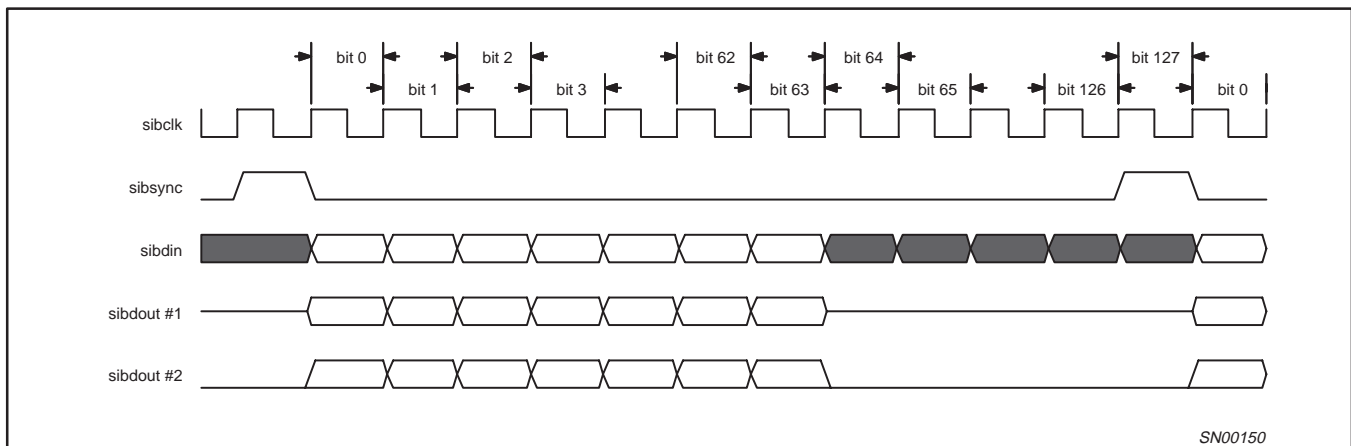 bit 0 bit 2 bit 62 bit 64 bit 127
bit 1 bit 3 bit 63 bit 65 bit 126 bit 0
sibclk
sibsync
sibdin
sibdout #1
sibdout #2
SN00150